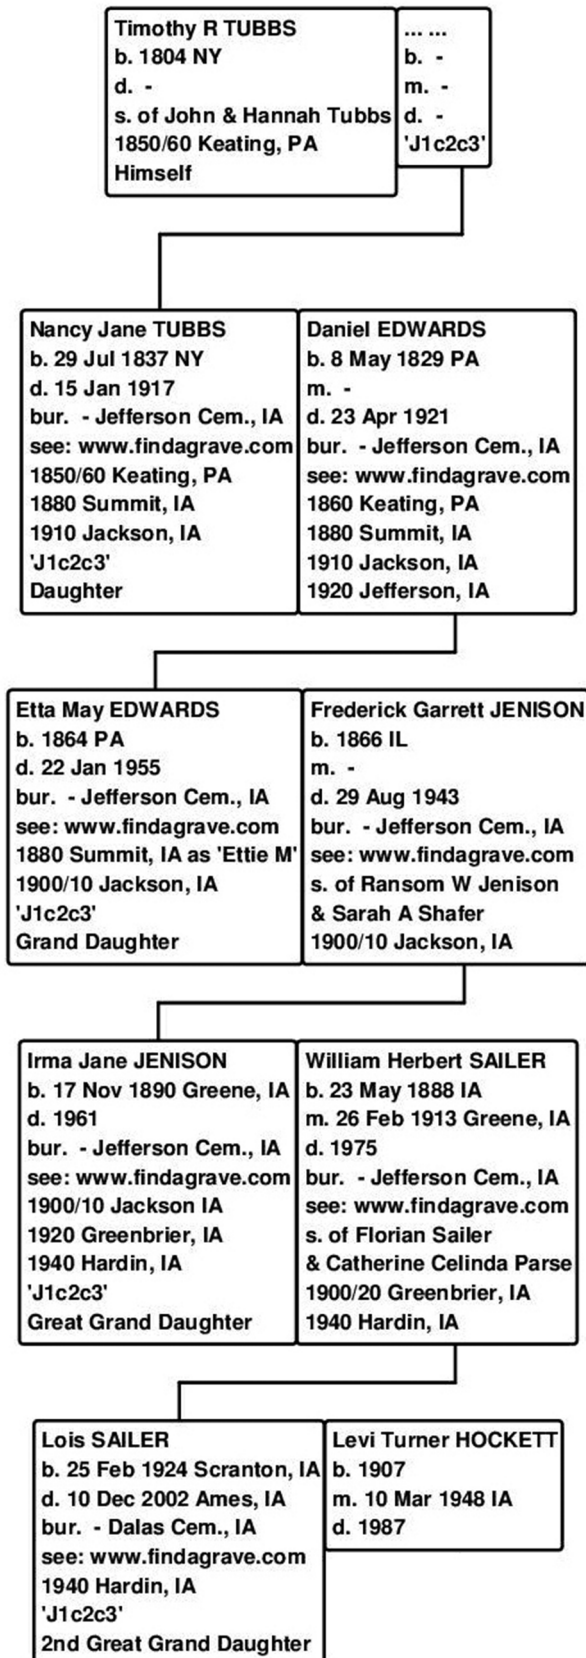 Timothy R TUBBS
b. 1804 NY
d. -
s. of John & Hannah Tubbs
1850/60 Keating, PA
Himself
... ...
b. -
m. -
d. -
'J1c2c3'
Nancy Jane TUBBS
b. 29 Jul 1837 NY
d. 15 Jan 1917
bur. - Jefferson Cem., IA
see: www.findagrave.com
1850/60 Keating, PA
1880 Summit, IA
1910 Jackson, IA
'J1c2c3'
Daughter
Daniel EDWARDS
b. 8 May 1829 PA
m. -
d. 23 Apr 1921
bur. - Jefferson Cem., IA
see: www.findagrave.com
1860 Keating, PA
1880 Summit, IA
1910 Jackson, IA
1920 Jefferson, IA
Etta May EDWARDS
b. 1864 PA
d. 22 Jan 1955
bur. - Jefferson Cem., IA
see: www.findagrave.com
1880 Summit, IA as 'Ettie M'
1900/10 Jackson, IA
'J1c2c3'
Grand Daughter
Frederick Garrett JENISON
b. 1866 IL
m. -
d. 29 Aug 1943
bur. - Jefferson Cem., IA
see: www.findagrave.com
s. of Ransom W Jenison
& Sarah A Shafer
1900/10 Jackson, IA
Irma Jane JENISON
b. 17 Nov 1890 Greene, IA
d. 1961
bur. - Jefferson Cem., IA
see: www.findagrave.com
1900/10 Jackson IA
1920 Greenbrier, IA
1940 Hardin, IA
'J1c2c3'
Great Grand Daughter
William Herbert SAILER
b. 23 May 1888 IA
m. 26 Feb 1913 Greene, IA
d. 1975
bur. - Jefferson Cem., IA
see: www.findagrave.com
s. of Florian Sailer
& Catherine Celinda Parse
1900/20 Greenbrier, IA
1940 Hardin, IA
Lois SAILER
b. 25 Feb 1924 Scranton, IA
d. 10 Dec 2002 Ames, IA
bur. - Dalas Cem., IA
see: www.findagrave.com
1940 Hardin, IA
'J1c2c3'
2nd Great Grand Daughter
Levi Turner HOCKETT
b. 1907
m. 10 Mar 1948 IA
d. 1987